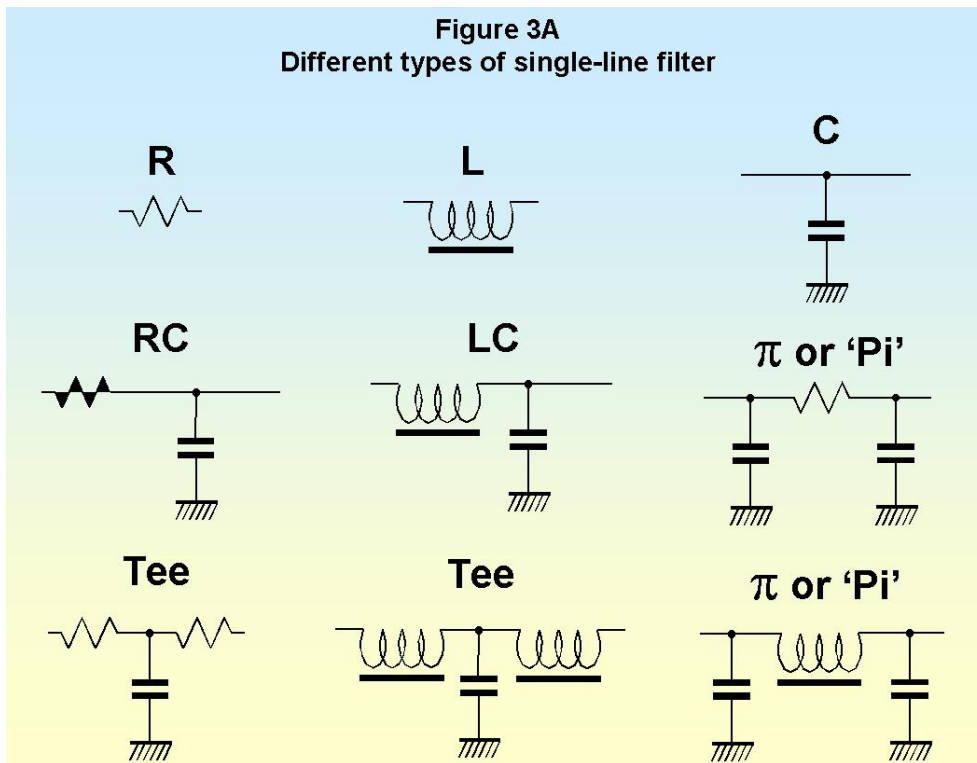 Figure 3A
Different types of single-line filter
R
L
C
RC
LC
π or ‘Pi’
Tee
Tee
π or ‘Pi’